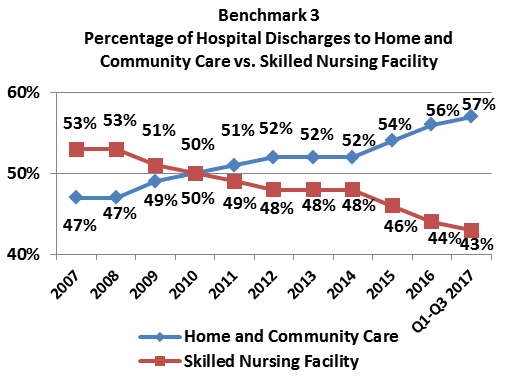 Benchmark 3
Percentage of Hospital Discharges to Home and
Community Care vs. Skilled Nursing Facility
60%
50%
40%
53% 53% 51% 50% 51% 52% 52% 52% 54% 56% 57%
47% 47% 49% 50% 49% 48% 48% 48% 46% 44% 43%
2007 2008 2009 2010 2011 2012 2013 2014 2015 2016 Q1-Q3 2017
Home and Community Care
Skilled Nursing Facility